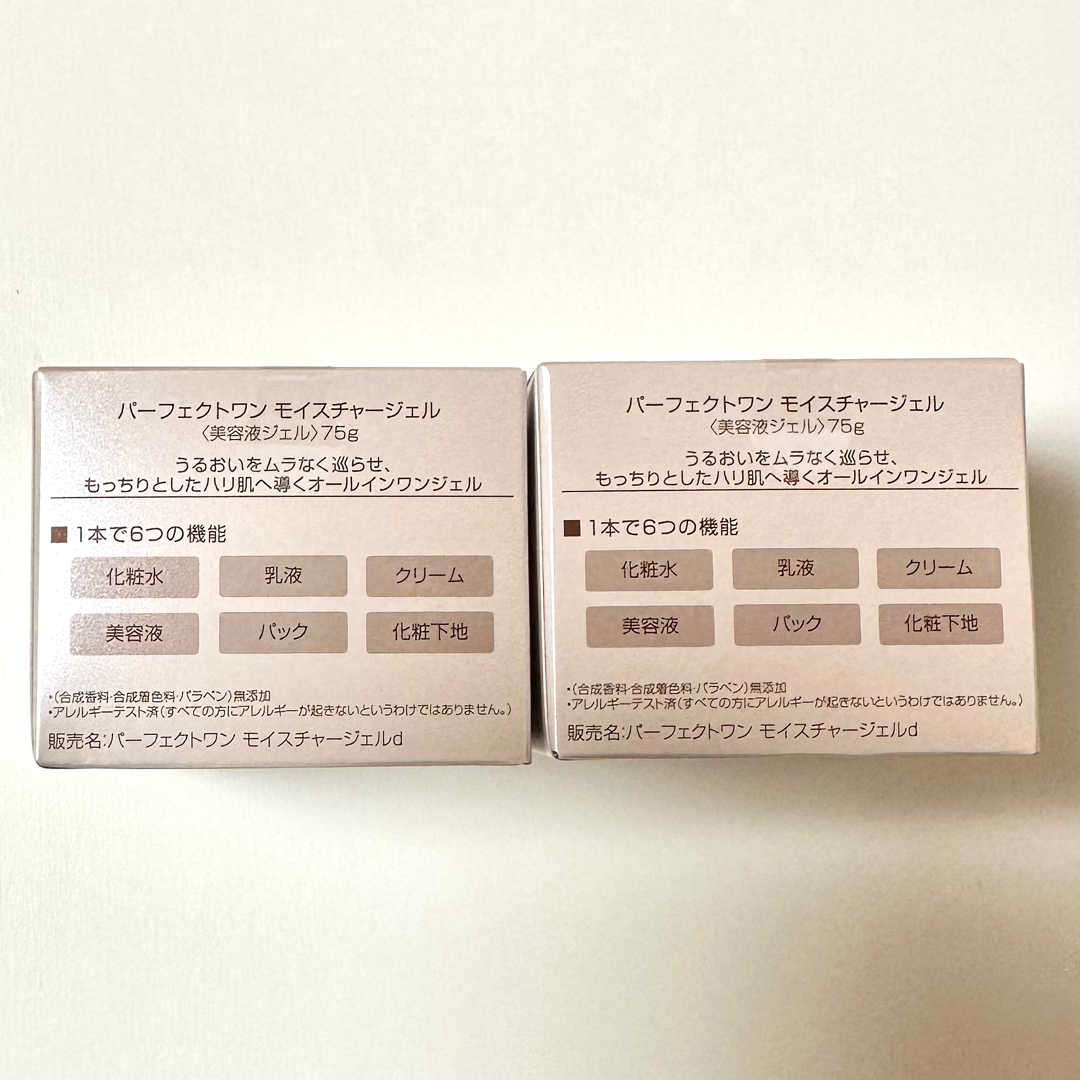 パーフェクトワン モイスチャージェル
〈美容液ジェル〉75g
うるおいをムラなく巡らせ、
もっちりとしたハリ肌へ導くオールインワンジェル
■ 1本で6つの機能
化粧水 乳液 クリーム
美容液 パック 化粧下地
・(合成香料・合成着色料・パラベン)無添加
・アレルギーテスト済(すべての方にアレルギーが起きないというわけではありません。)
販売名:パーフェクトワン モイスチャージェルd
パーフェクトワン モイスチャージェル
〈美容液ジェル〉75g
うるおいをムラなく巡らせ、
もっちりとしたハリ肌へ導くオールインワンジェル
■ 1本で6つの機能
化粧水 乳液 クリーム
美容液 パック 化粧下地
・(合成香料・合成着色料・パラベン)無添加
・アレルギーテスト済(すべての方にアレルギーが起きないというわけではありません。)
販売名:パーフェクトワン モイスチャージェルd